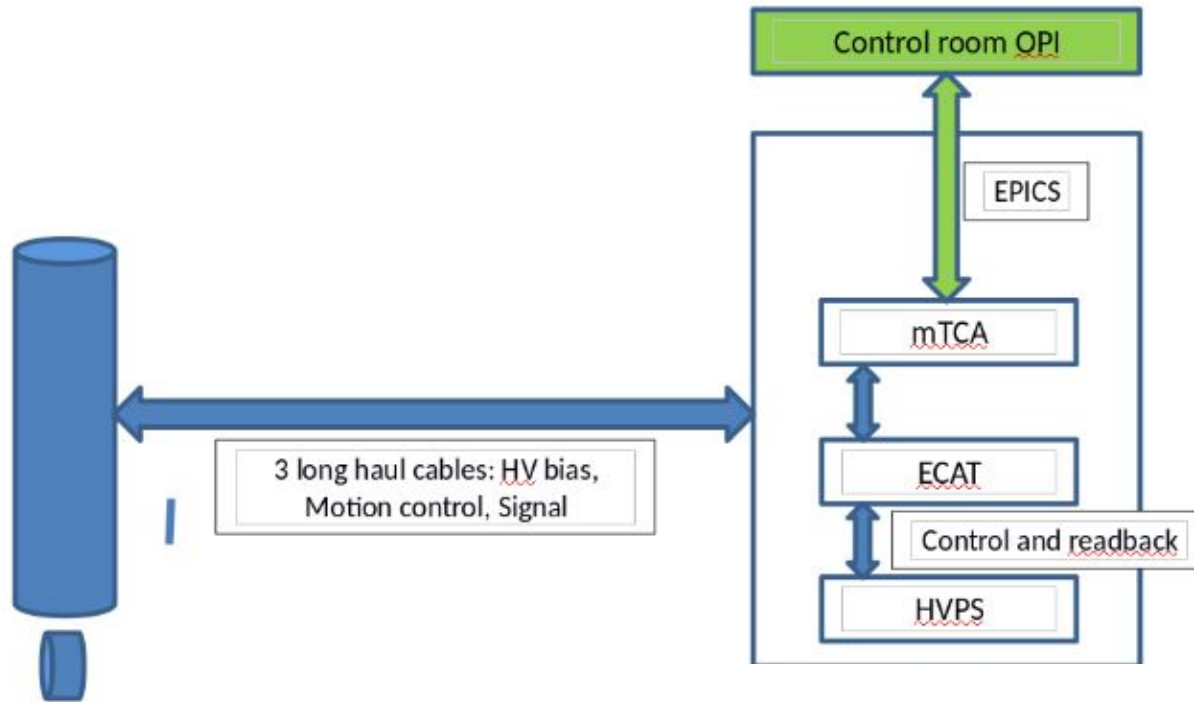 Control room OPI
EPICS
mTCA
3 long haul cables: HV bias,
Motion control, Signal
ECAT
Control and readback
HVPS